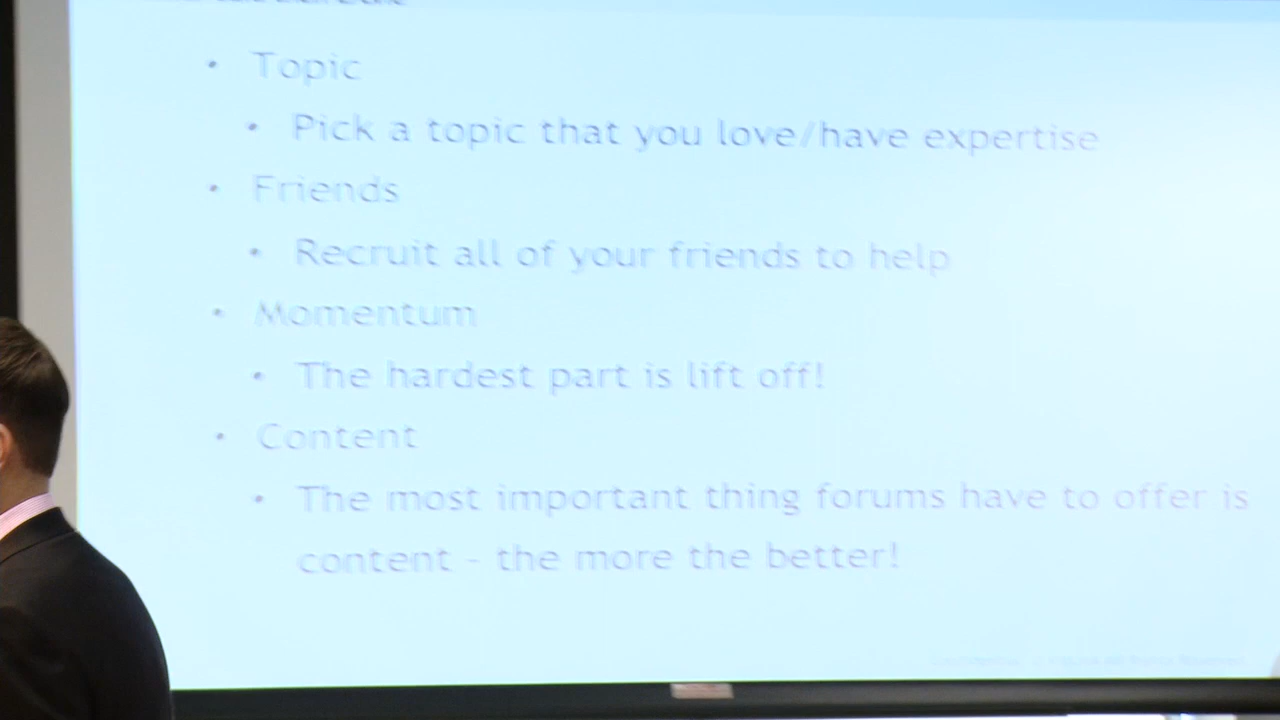 • Topic
• Pick a topic that you love/have expertise
• Friends
• Recruit all of your friends to help
• Momentum
• The hardest part is lift off!
• Content
• The most important thing forums have to offer is
content - the more the better!